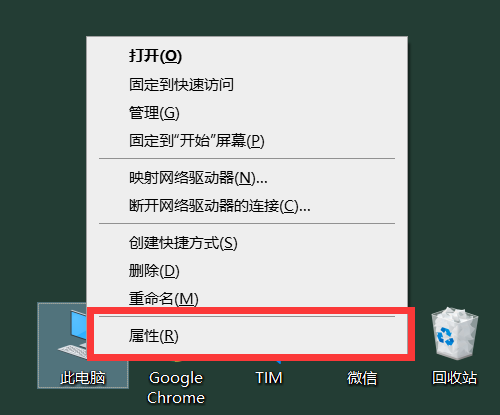 打开(O)
固定到快速访问
管理(G)
固定到"开始"屏幕(P)
映射网络驱动器(N)...
断开网络驱动器的连接(C)...
创建快捷方式(S)
删除(D)
重命名(M)
属性(R)
此电脑
Google
Chrome
TIM
微信
回收站